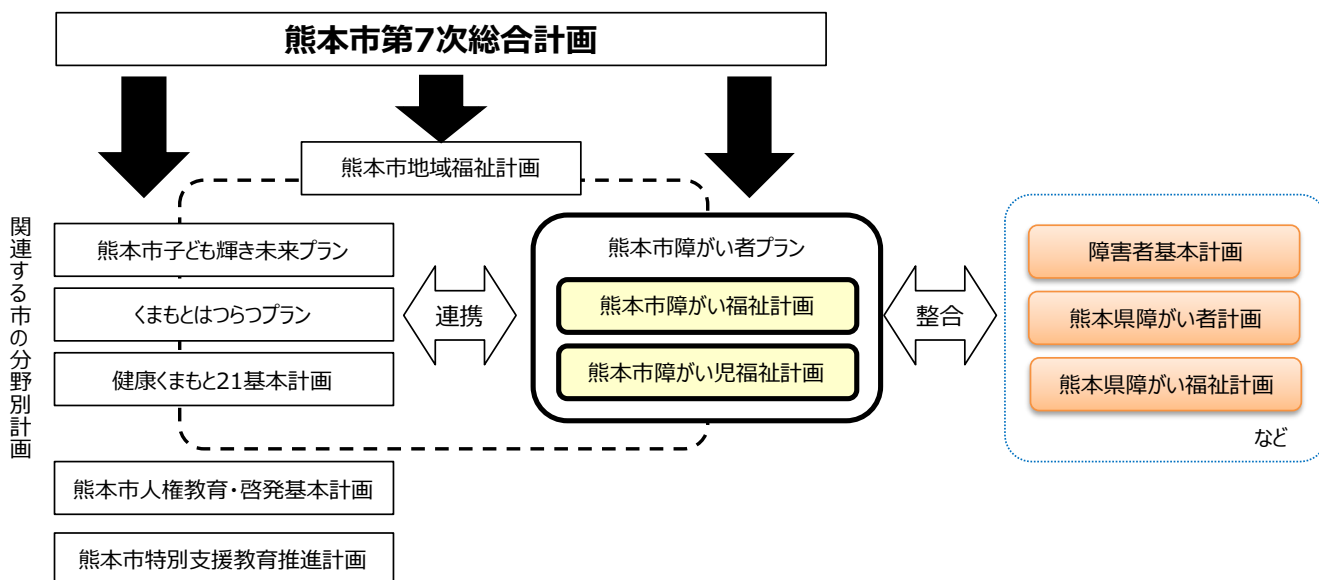 熊本市第7次総合計画
熊本市地域福祉計画
関連する市の分野別計画
熊本市子ども輝き未来プラン
くまもとはつらつプラン
健康くまもと21基本計画
熊本市人権教育・啓発基本計画
熊本市特別支援教育推進計画
連携
熊本市障がい者プラン
熊本市障がい福祉計画
熊本市障がい児福祉計画
整合
障害者基本計画
熊本県障がい者計画
熊本県障がい福祉計画
など